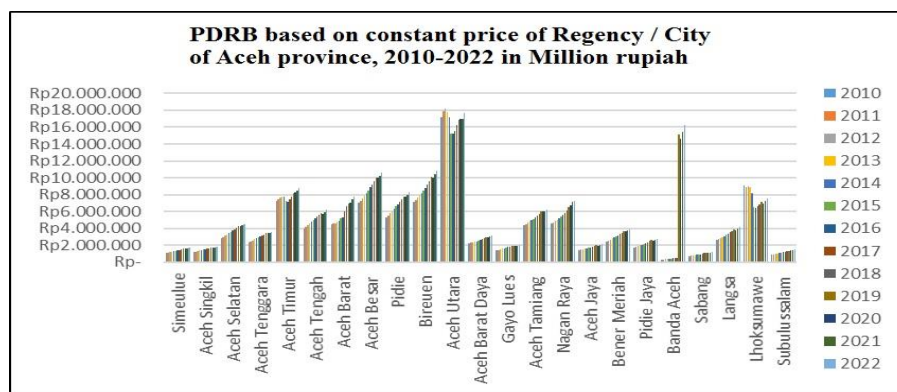 PDRB based on constant price of Regency / City
of Aceh province, 2010-2022 in Million rupiah
Rp20.000.000
Rp18.000.000
Rp16.000.000
Rp14.000.000
Rp12.000.000
Rp10.000.000
Rp8.000.000
Rp6.000.000
Rp4.000.000
Rp2.000.000
Rp-
Simeulue
Aceh Singkil
Aceh Selatan
Aceh Tenggara
Aceh Timur
Aceh Tengah
Aceh Barat
Aceh Besar
Pidie
Bireuen
Aceh Utara
Aceh Barat Daya
Gayo Lues
Aceh Tamiang
Nagan Raya
Aceh Jaya
Bener Meriah
Pidie Jaya
Banda Aceh
Sabang
Langsa
Lhoksumawe
Subulussalam
2010
2011
2012
2013
2014
2015
2016
2017
2018
2019
2020
2021
2022